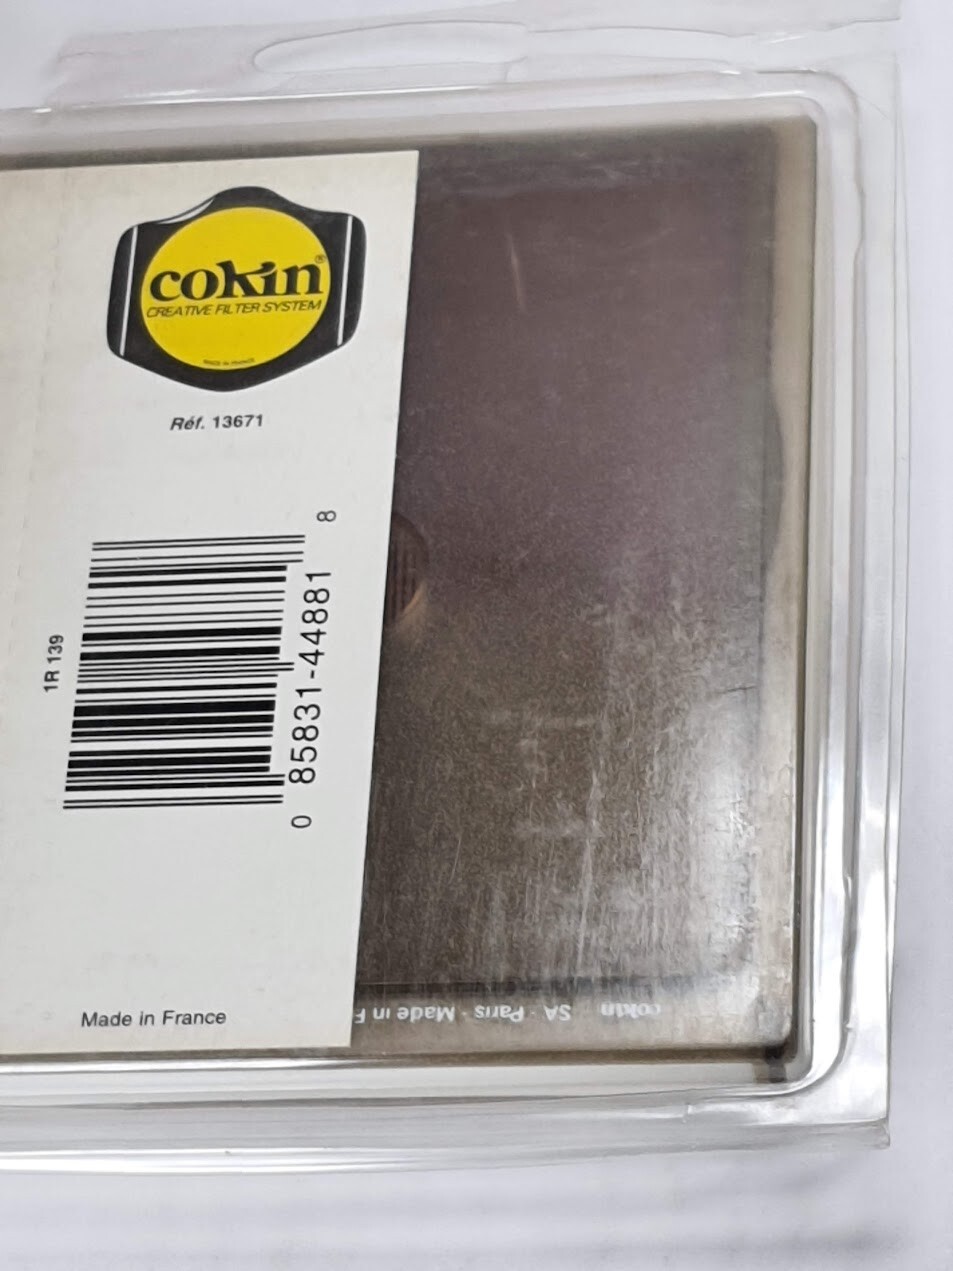 cokin®
CREATIVE FILTER SYSTEM
MADE IN FRANCE
Réf. 13671
1R 139
0 85831-44881 8
Made in France
cokin SA · Paris · Made in F